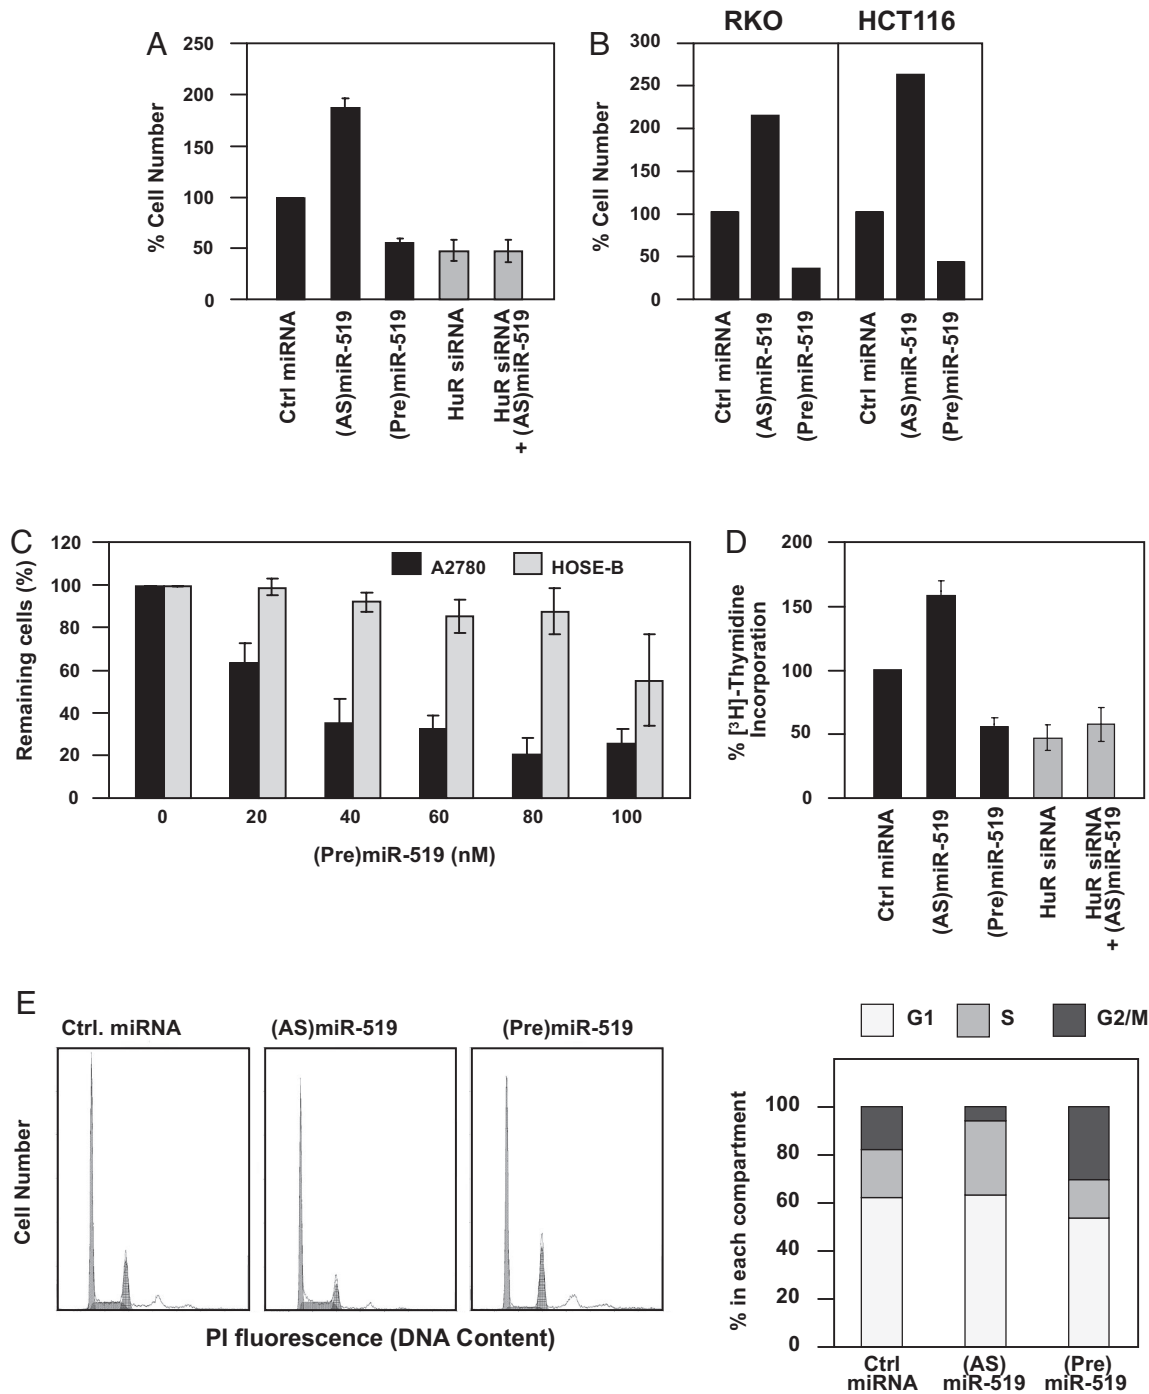 A
250
200
150
100
50
0
% Cell Number
Ctrl miRNA
(AS)miR-519
(Pre)miR-519
HuR siRNA
HuR siRNA
+ (AS)miR-519
B
RKO
HCT116
300
250
200
150
100
50
0
% Cell Number
Ctrl miRNA
(AS)miR-519
(Pre)miR-519
Ctrl miRNA
(AS)miR-519
(Pre)miR-519
C
120
100
80
60
40
20
0
Remaining cells (%)
A2780
HOSE-B
0 20 40 60 80 100
(Pre)miR-519 (nM)
D
200
150
100
50
0
% [³H]-Thymidine
Incorporation
Ctrl miRNA
(AS)miR-519
(Pre)miR-519
HuR siRNA
HuR siRNA
+ (AS)miR-519
E
Ctrl. miRNA
(AS)miR-519
(Pre)miR-519
Cell Number
PI fluorescence (DNA Content)
G1
S
G2/M
100
80
60
40
20
0
% in each compartment
Ctrl
miRNA
(AS)
miR-519
(Pre)
miR-519